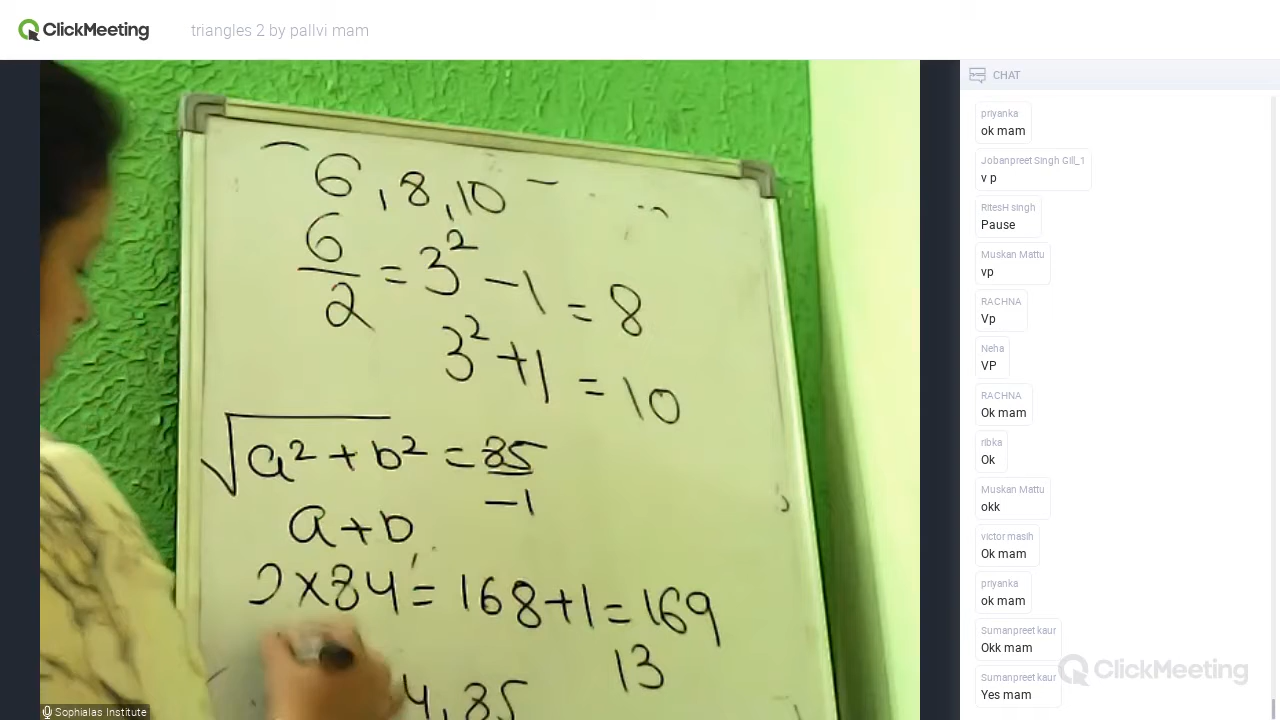 ClickMeeting
triangles 2 by pallvi mam
6, 8, 10
6/2 = 3² - 1 = 8
3² + 1 = 10
√a² + b² = 85
-1
a + b
2 x 84 = 168 + 1 = 169
13
4, 85
Sophialas Institute
CHAT
priyanka
ok mam
Jobanpreet Singh Gill_1
v p
RitesH singh
Pause
Muskan Mattu
vp
RACHNA
Vp
Neha
VP
RACHNA
Ok mam
ribka
Ok
Muskan Mattu
okk
victor masih
Ok mam
priyanka
ok mam
Sumanpreet kaur
Okk mam
Sumanpreet kaur
Yes mam
ClickMeeting